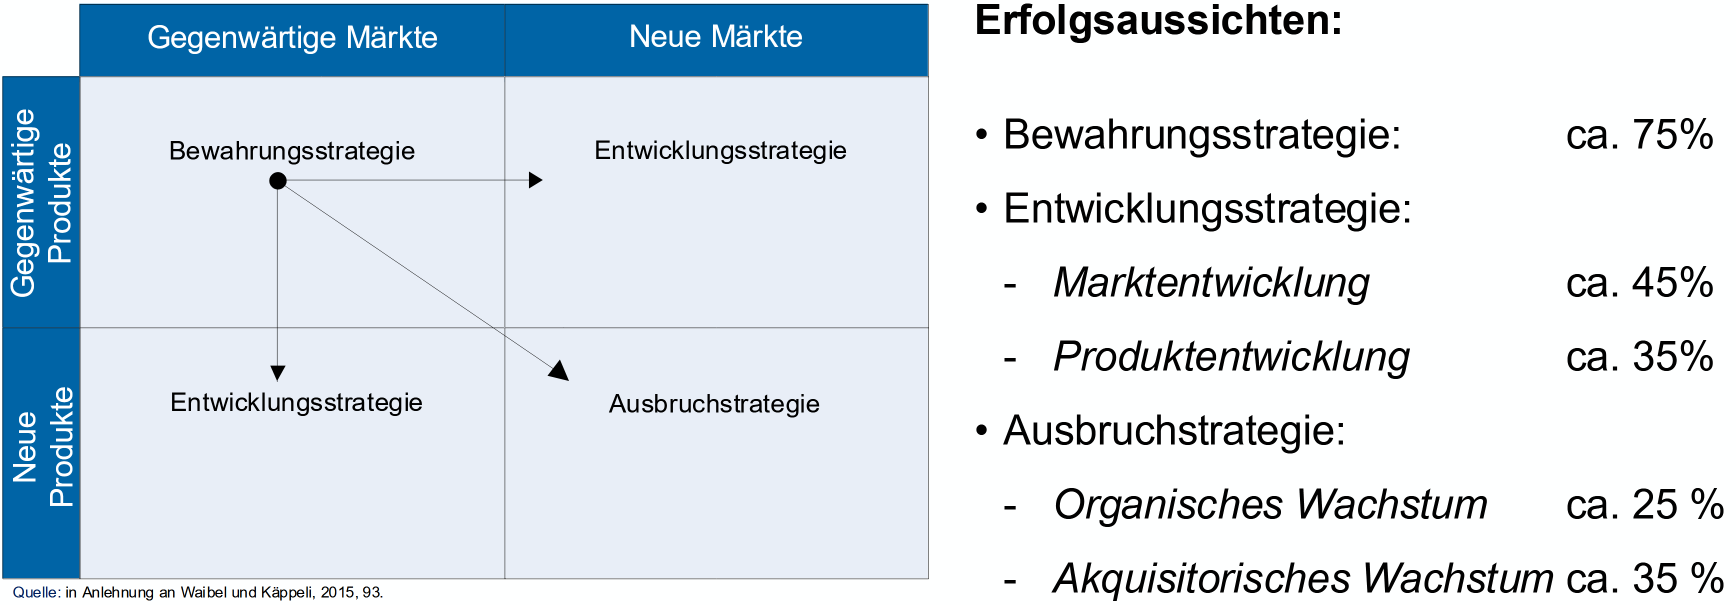 Gegenwärtige Märkte
Neue Märkte
Gegenwärtige
Produkte
Bewahrungsstrategie
Entwicklungsstrategie
Neue
Produkte
Entwicklungsstrategie
Ausbruchstrategie
Quelle: in Anlehnung an Waibel und Käppeli, 2015, 93.
Erfolgsaussichten:
• Bewahrungsstrategie: ca. 75%
• Entwicklungsstrategie:
- Marktentwicklung ca. 45%
- Produktentwicklung ca. 35%
• Ausbruchstrategie:
- Organisches Wachstum ca. 25 %
- Akquisitorisches Wachstum ca. 35 %